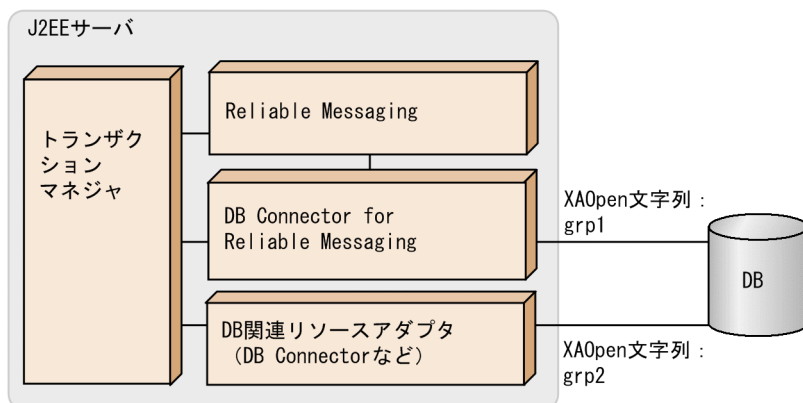 J2EEサーバ
トランザク
ション
マネジャ
Reliable Messaging
DB Connector for
Reliable Messaging
DB関連リソースアダプタ
（DB Connectorなど）
XAOpen文字列：
grp1
DB
XAOpen文字列：
grp2